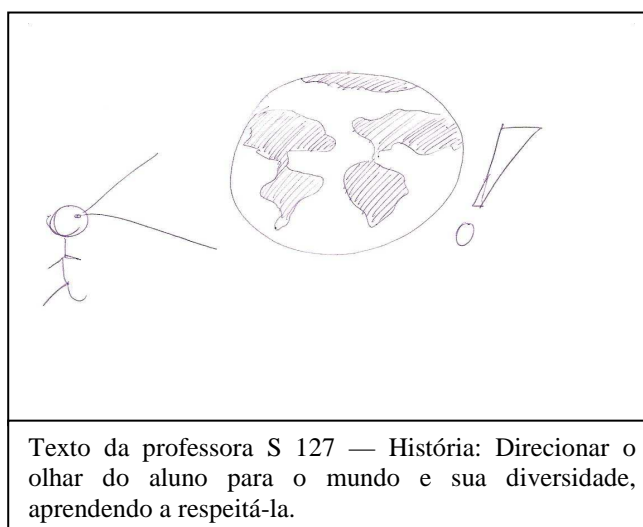 Texto da professora S 127 — História: Direcionar o
olhar do aluno para o mundo e sua diversidade,
aprendendo a respeitá-la.